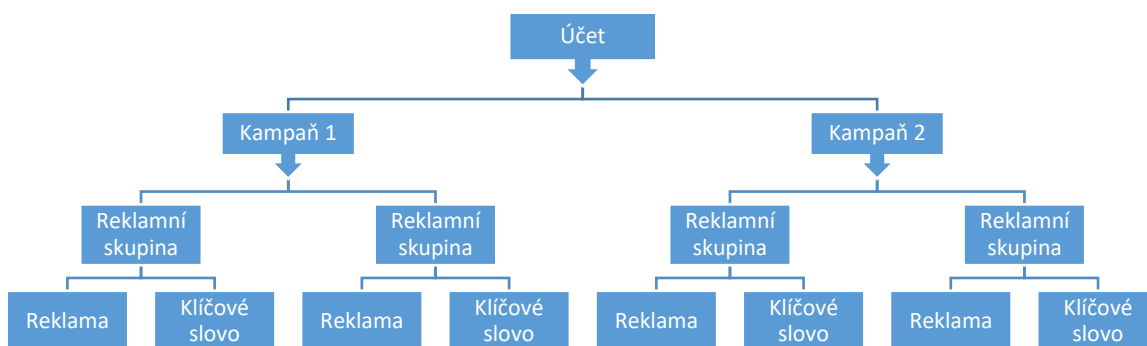 Účet
Kampaň 1
Kampaň 2
Reklamní
skupina
Reklamní
skupina
Reklamní
skupina
Reklamní
skupina
Reklama
Klíčové
slovo
Reklama
Klíčové
slovo
Reklama
Klíčové
slovo
Reklama
Klíčové
slovo